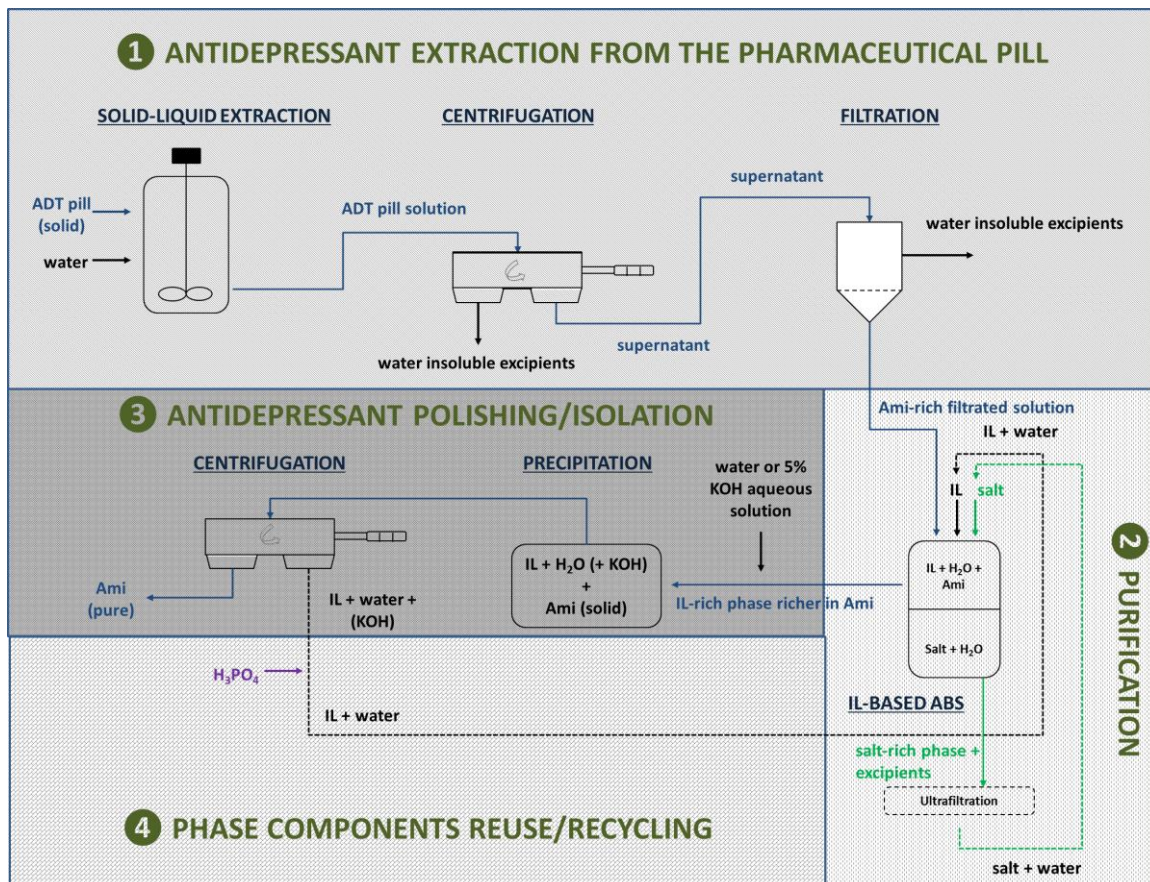 1 ANTIDEPRESSANT EXTRACTION FROM THE PHARMACEUTICAL PILL
SOLID-LIQUID EXTRACTION
CENTRIFUGATION
FILTRATION
ADT pill
(solid)
water
ADT pill solution
water insoluble excipients
supernatant
supernatant
water insoluble excipients
Ami-rich filtrated solution
3 ANTIDEPRESSANT POLISHING/ISOLATION
CENTRIFUGATION
PRECIPITATION
water or 5%
KOH aqueous
solution
IL + H₂O (+ KOH)
+
Ami (solid)
IL-rich phase richer in Ami
Ami
(pure)
IL + water +
(KOH)
2 PURIFICATION
IL + water
IL
salt
IL + H₂O +
Ami
Salt + H₂O
IL-BASED ABS
salt-rich phase +
excipients
Ultrafiltration
salt + water
H₃PO₄
IL + water
4 PHASE COMPONENTS REUSE/RECYCLING